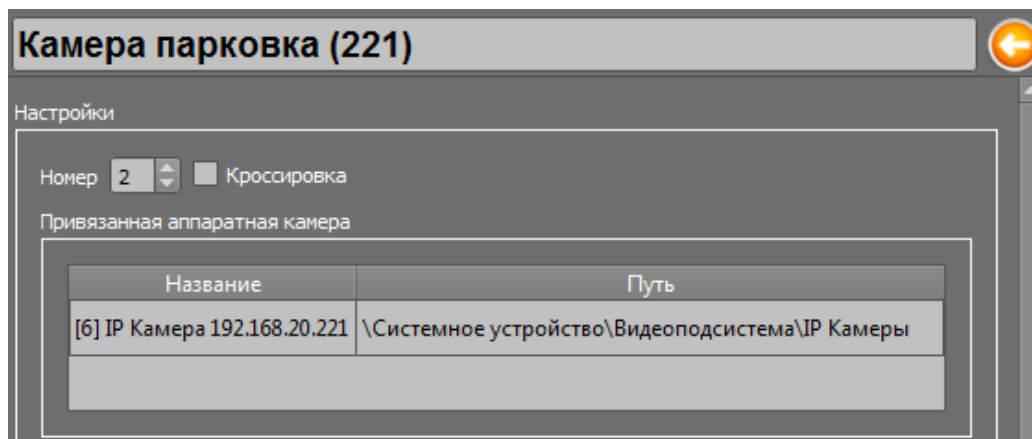 Камера парковка (221)
Настройки
Номер 2 Кроссировка
Привязанная аппаратная камера
Название Путь
[6] IP Камера 192.168.20.221 \Системное устройство\Видеоподсистема\IP Камеры